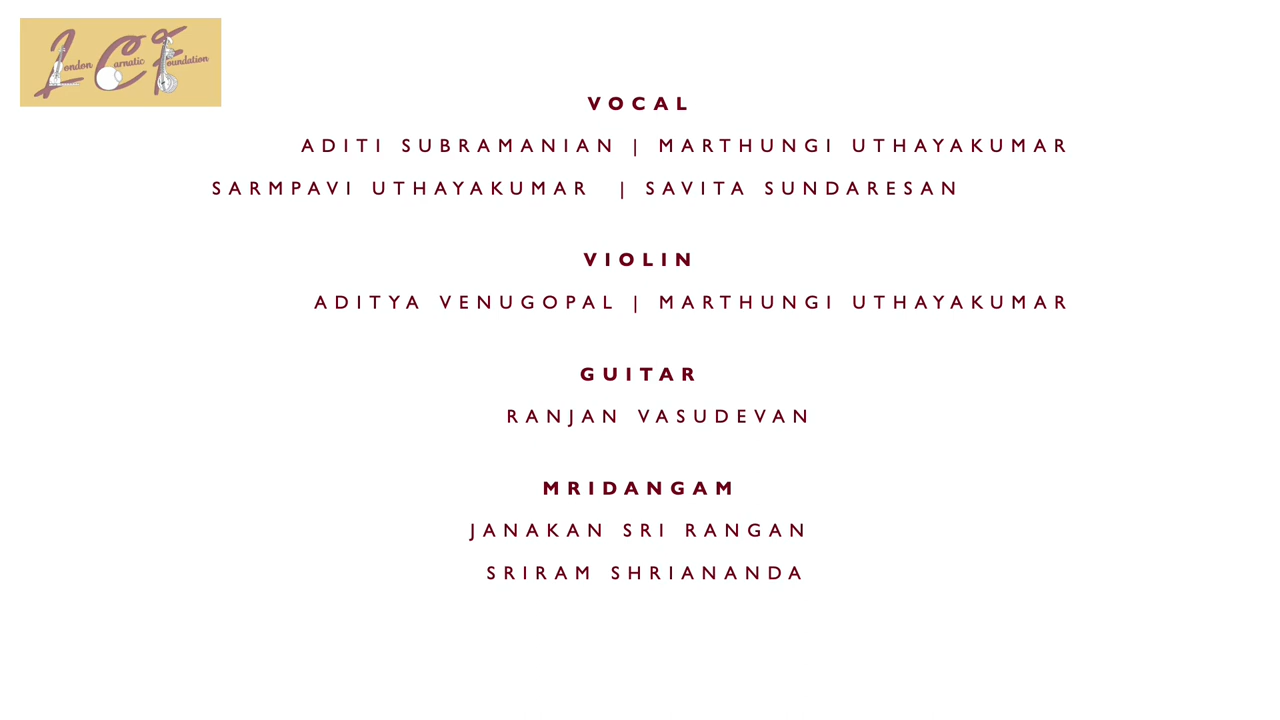 London Carnatic Foundation
VOCAL
ADITI SUBRAMANIAN | MARTHUNGI UTHAYAKUMAR
SARMPAVI UTHAYAKUMAR | SAVITA SUNDARESAN
VIOLIN
ADITYA VENUGOPAL | MARTHUNGI UTHAYAKUMAR
GUITAR
RANJAN VASUDEVAN
MRIDANGAM
JANAKAN SRI RANGAN
SRIRAM SHRIANANDA